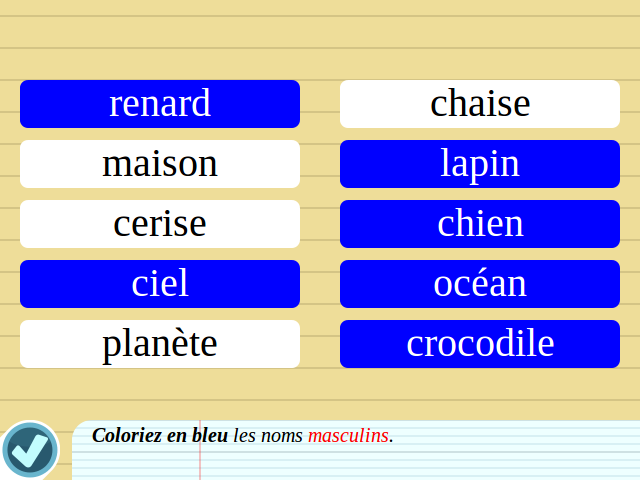 renard
chaise
maison
lapin
cerise
chien
ciel
océan
planète
crocodile
Coloriez en bleu les noms masculins.